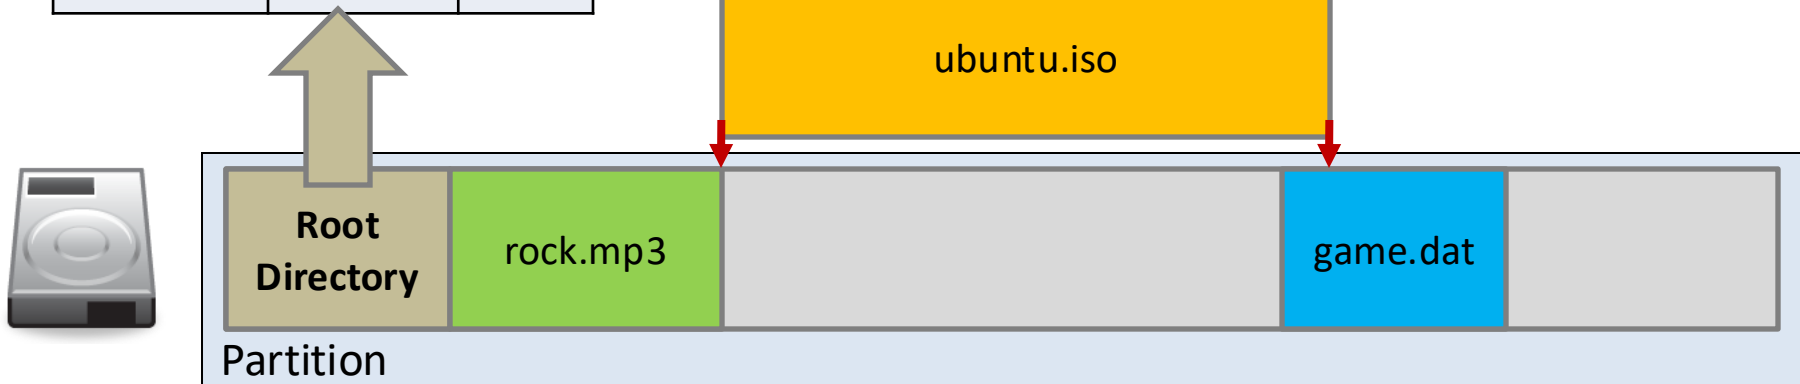 ubuntu.iso
Root
Directory
rock.mp3
game.dat
Partition